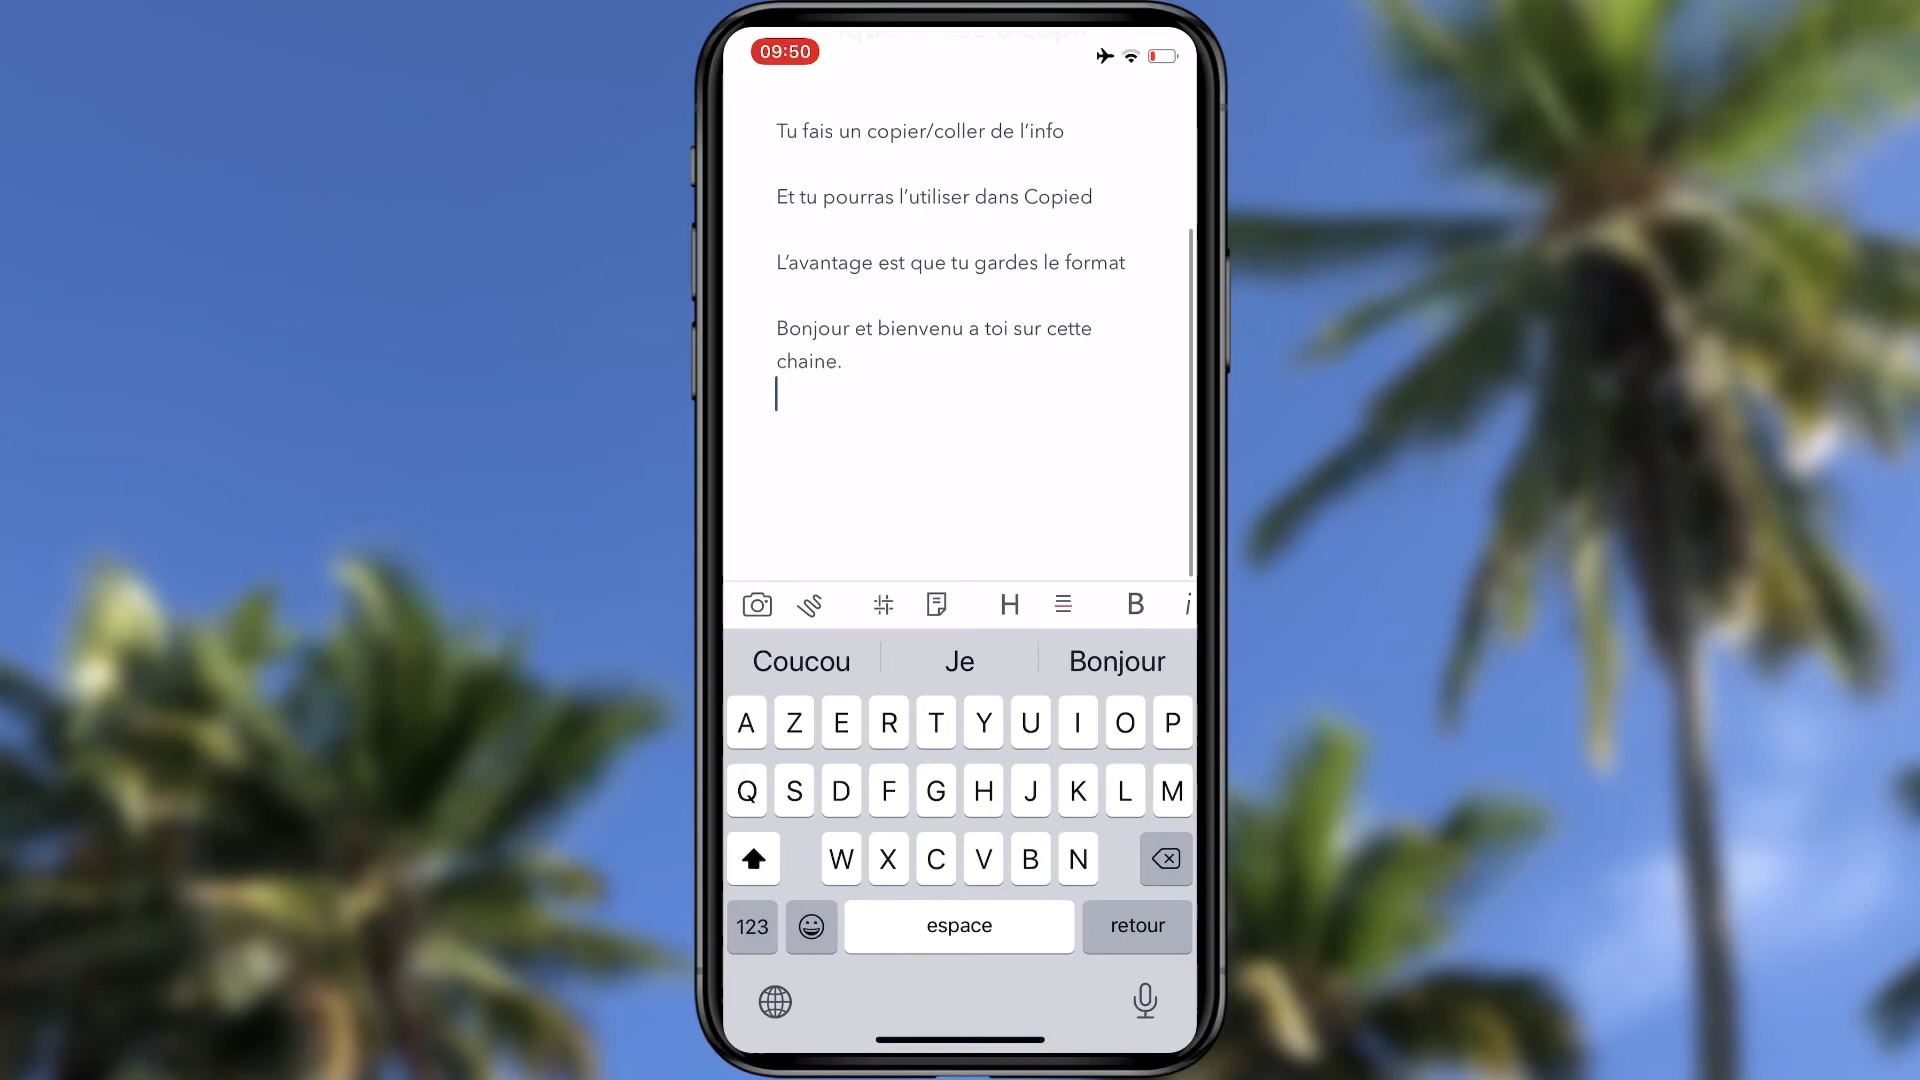 09:50
Tu fais un copier/coller de l’info
Et tu pourras l’utiliser dans Copied
L’avantage est que tu gardes le format
Bonjour et bienvenu a toi sur cette
chaine.
H B i
Coucou Je Bonjour
A Z E R T Y U I O P
Q S D F G H J K L M
W X C V B N
123 espace retour